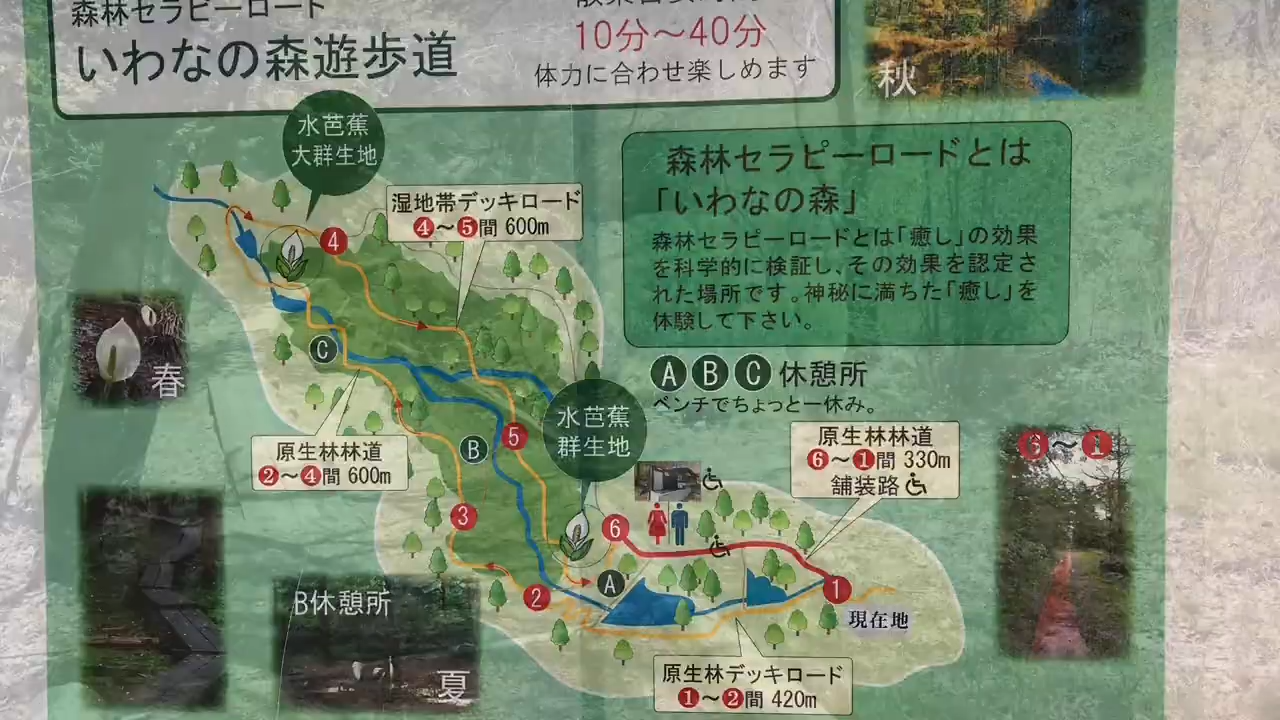 森林セラピーロード
いわなの森遊歩道
10分〜40分
体力に合わせ楽しめます
秋
水芭蕉
大群生地
湿地帯デッキロード
④〜⑤間 600m
4
森林セラピーロードとは
「いわなの森」
森林セラピーロードとは「癒し」の効果
を科学的に検証し、その効果を認定さ
れた場所です。神秘に満ちた「癒し」を
体験して下さい。
春
C
A B C 休憩所
ベンチでちょっと一休み。
水芭蕉
群生地
5
B
原生林林道
②〜④間 600m
原生林林道
⑥〜①間 330m
舗装路
⑥〜①
3
6
A
2
1
現在地
B休憩所
夏
原生林デッキロード
①〜②間 420m